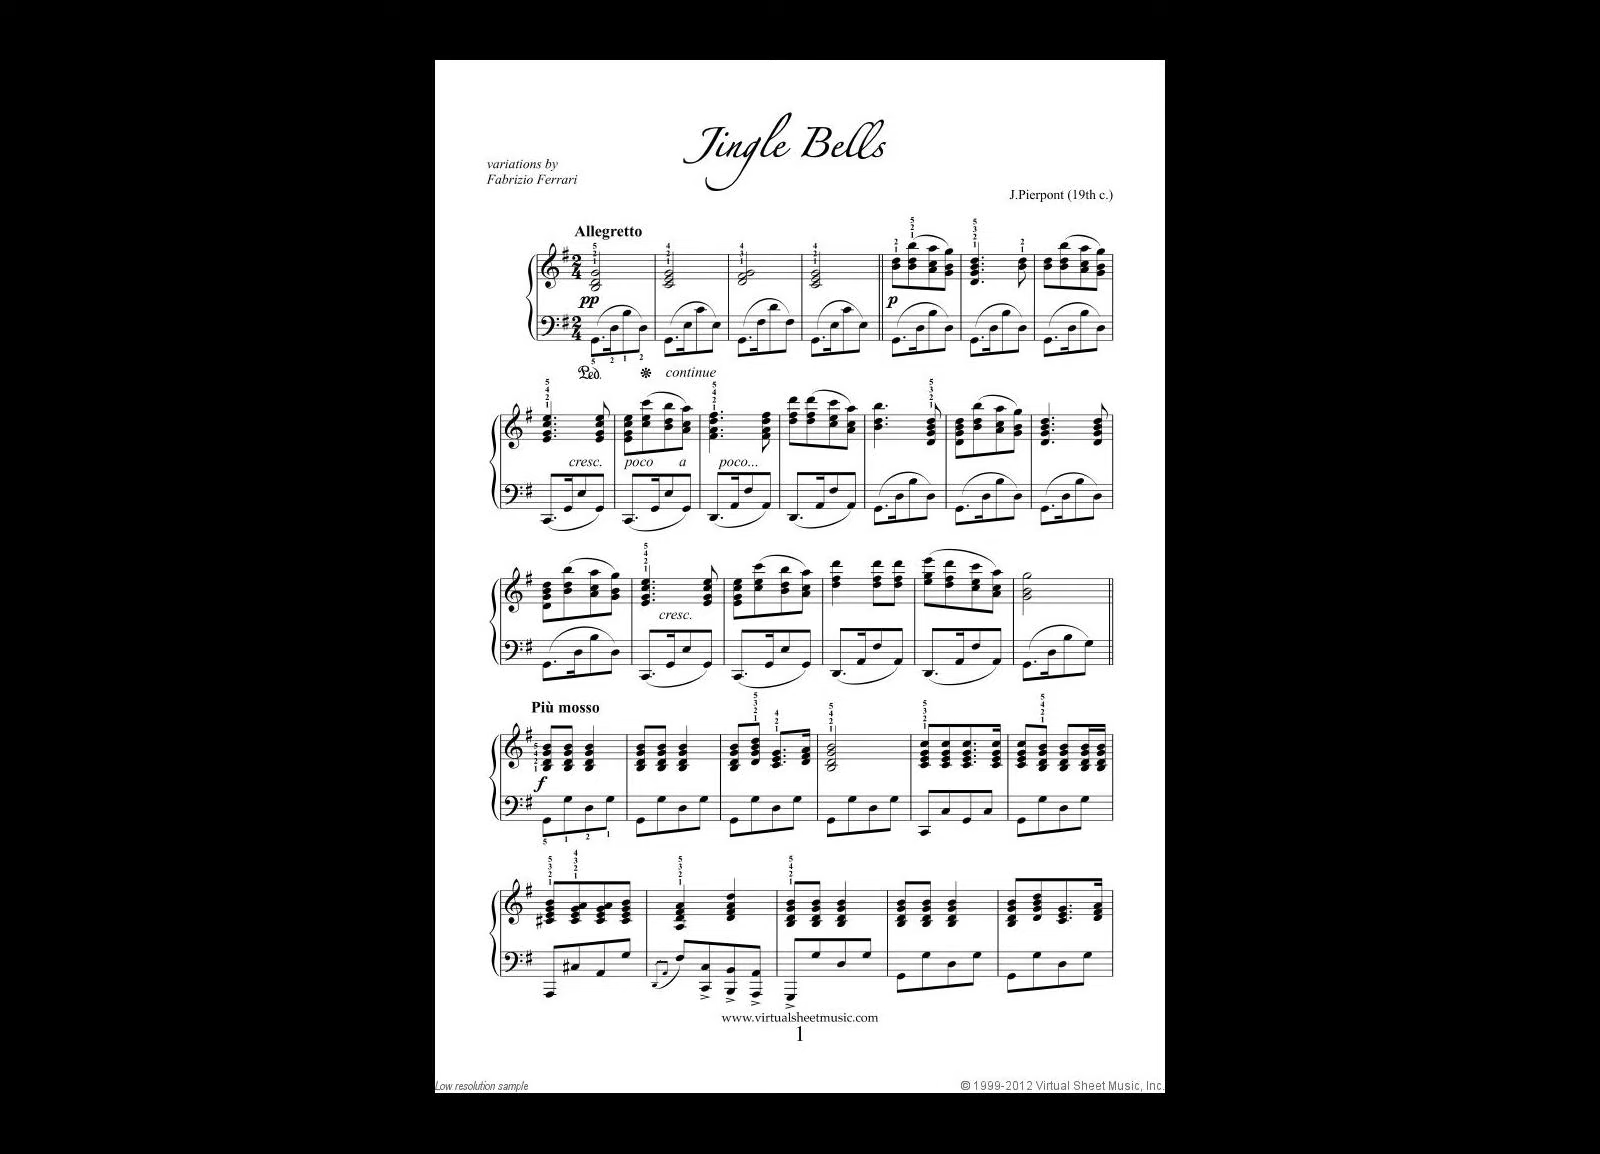 Jingle Bells
variations by
Fabrizio Ferrari
J.Pierpont (19th c.)
Allegretto
pp
p
Ped.
continue
cresc. poco a poco...
cresc.
Più mosso
f
www.virtualsheetmusic.com
1
Low resolution sample
© 1999-2012 Virtual Sheet Music, Inc.